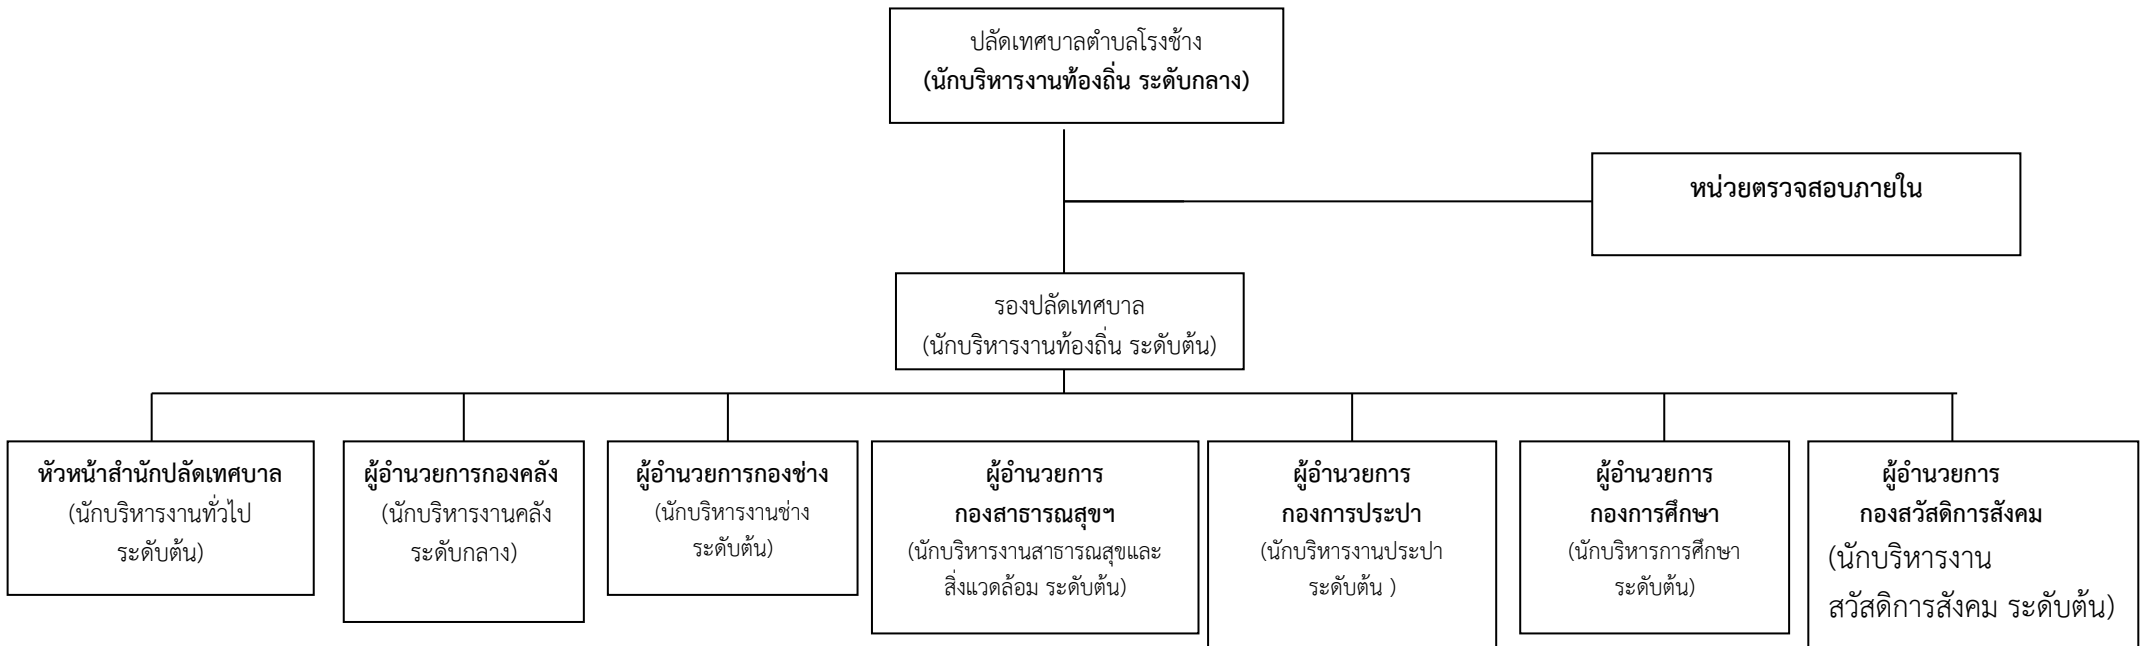 ปลัดเทศบาลตำบลโรงช้าง
(นักบริหารงานท้องถิ่น ระดับกลาง)
หน่วยตรวจสอบภายใน
รองปลัดเทศบาล
(นักบริหารงานท้องถิ่น ระดับต้น)
หัวหน้าสำนักปลัดเทศบาล
(นักบริหารงานทั่วไป
ระดับต้น)
ผู้อำนวยการกองคลัง
(นักบริหารงานคลัง
ระดับกลาง)
ผู้อำนวยการกองช่าง
(นักบริหารงานช่าง
ระดับต้น)
ผู้อำนวยการ
กองสาธารณสุขฯ
(นักบริหารงานสาธารณสุขและ
สิ่งแวดล้อม ระดับต้น)
ผู้อำนวยการ
กองการประปา
(นักบริหารงานประปา
ระดับต้น )
ผู้อำนวยการ
กองการศึกษา
(นักบริหารการศึกษา
ระดับต้น)
ผู้อำนวยการ
กองสวัสดิการสังคม
(นักบริหารงาน
สวัสดิการสังคม ระดับต้น)